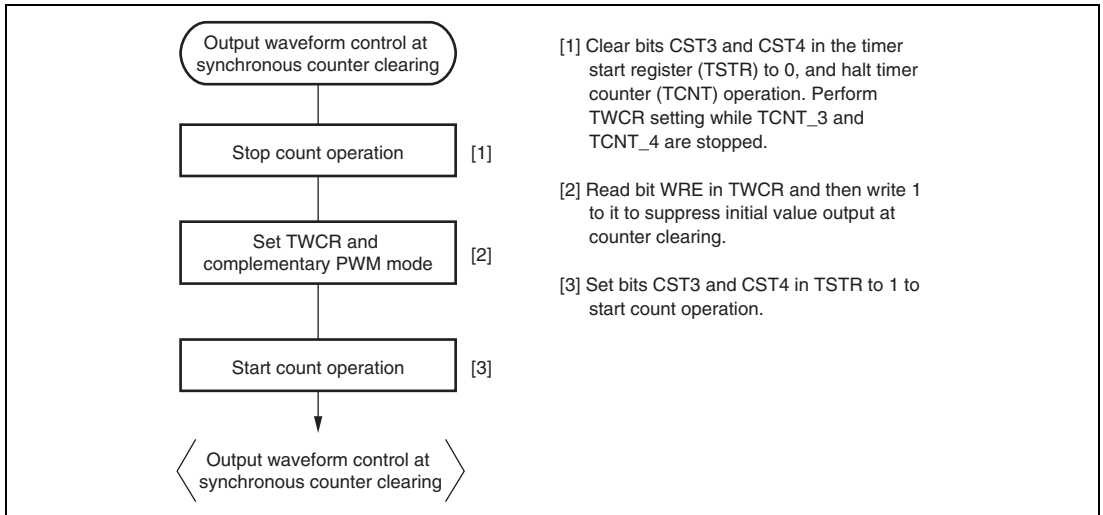 Output waveform control at
synchronous counter clearing
Stop count operation
[1]
Set TWCR and
complementary PWM mode
[2]
Start count operation
[3]
Output waveform control at
synchronous counter clearing
[1] Clear bits CST3 and CST4 in the timer
start register (TSTR) to 0, and halt timer
counter (TCNT) operation. Perform
TWCR setting while TCNT_3 and
TCNT_4 are stopped.
[2] Read bit WRE in TWCR and then write 1
to it to suppress initial value output at
counter clearing.
[3] Set bits CST3 and CST4 in TSTR to 1 to
start count operation.